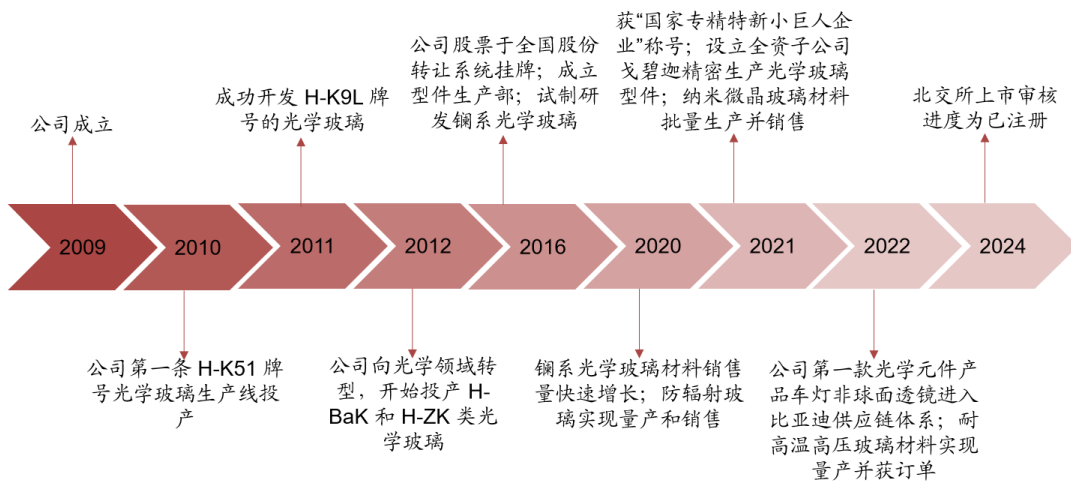 公司成立
成功开发 H-K9L 牌
号的光学玻璃
公司股票于全国股份
转让系统挂牌；成立
型件生产部；试制研
发镧系光学玻璃
获“国家专精特新小巨人企
业”称号；设立全资子公司
戈碧迦精密生产光学玻璃
型件；纳米微晶玻璃材料
批量生产并销售
北交所上市审核
进度为已注册
2009
2010
2011
2012
2016
2020
2021
2022
2024
公司第一条 H-K51 牌
号光学玻璃生产线投
产
公司向光学领域转
型，开始投产 H-
BaK 和 H-ZK 类光
学玻璃
镧系光学玻璃材料销售
量快速增长；防辐射玻
璃实现量产和销售
公司第一款光学元件产
品车灯非球面透镜进入
比亚迪供应链体系；耐
高温高压玻璃材料实现
量产并获订单